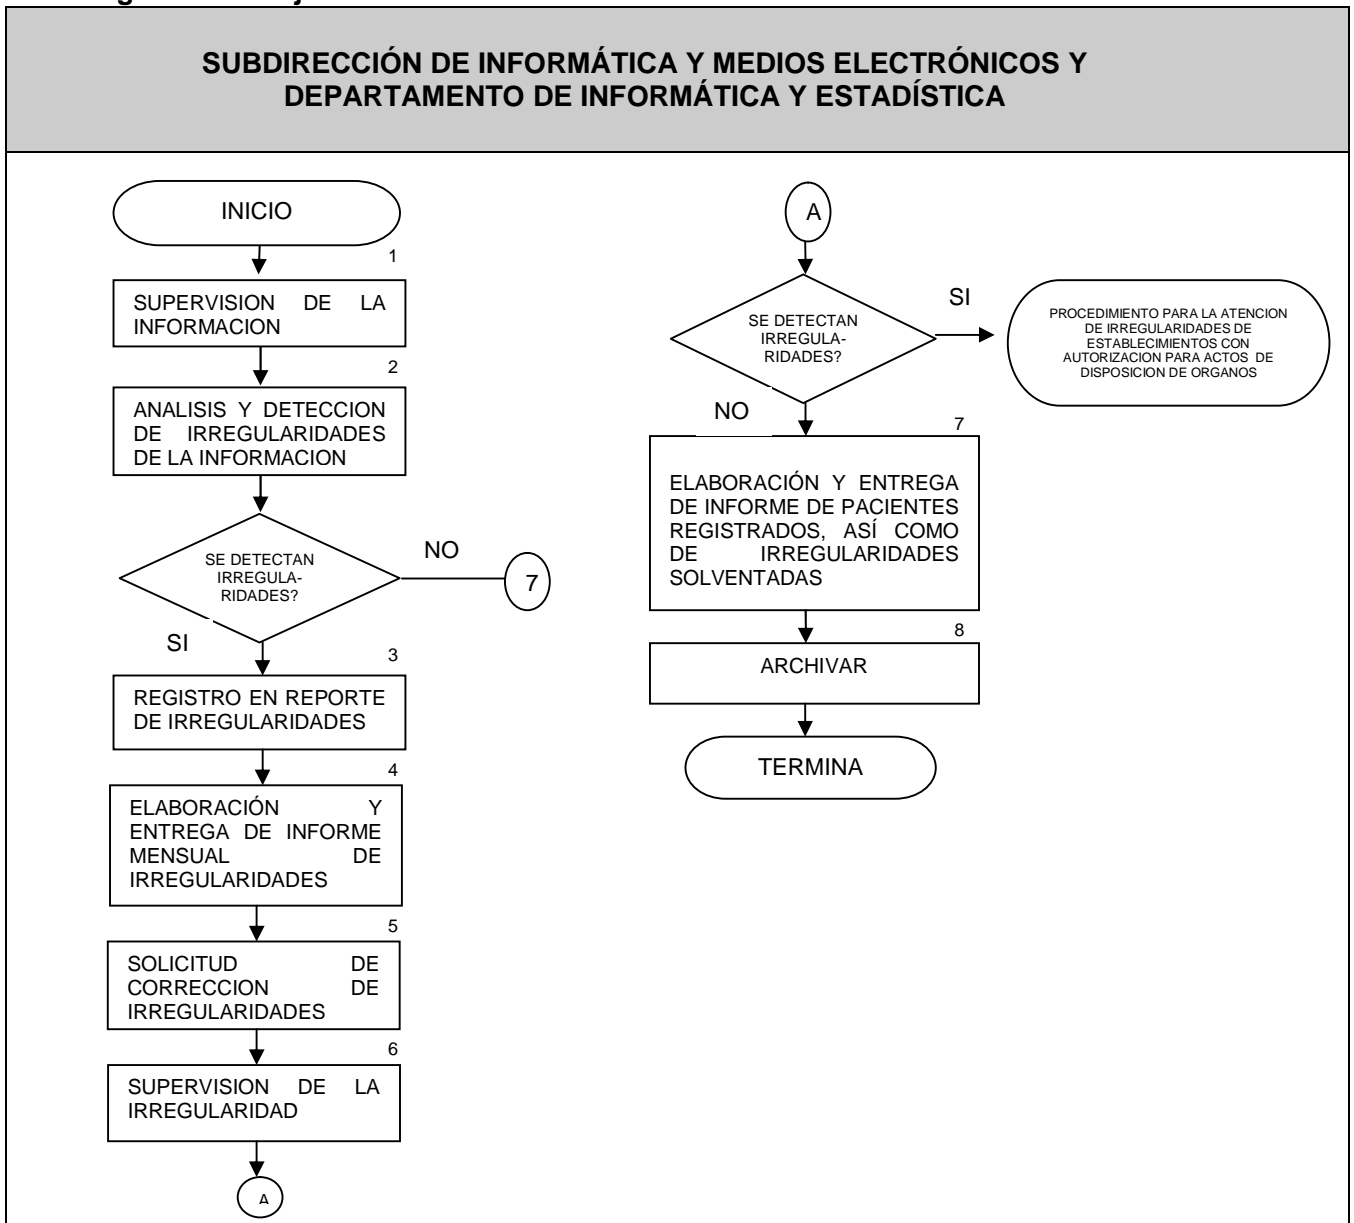 SUBDIRECCIÓN DE INFORMÁTICA Y MEDIOS ELECTRÓNICOS Y
DEPARTAMENTO DE INFORMÁTICA Y ESTADÍSTICA
INICIO
1
SUPERVISION DE LA
INFORMACION
2
ANALISIS Y DETECCION
DE IRREGULARIDADES
DE LA INFORMACION
SE DETECTAN
IRREGULA-
RIDADES?
NO
7
SI
3
REGISTRO EN REPORTE
DE IRREGULARIDADES
4
ELABORACIÓN Y
ENTREGA DE INFORME
MENSUAL DE
IRREGULARIDADES
5
SOLICITUD DE
CORRECCION DE
IRREGULARIDADES
6
SUPERVISION DE LA
IRREGULARIDAD
A
A
SE DETECTAN
IRREGULA-
RIDADES?
SI
PROCEDIMIENTO PARA LA ATENCION
DE IRREGULARIDADES DE
ESTABLECIMIENTOS CON
AUTORIZACION PARA ACTOS DE
DISPOSICION DE ORGANOS
NO
7
ELABORACIÓN Y ENTREGA
DE INFORME DE PACIENTES
REGISTRADOS, ASÍ COMO
DE IRREGULARIDADES
SOLVENTADAS
8
ARCHIVAR
TERMINA